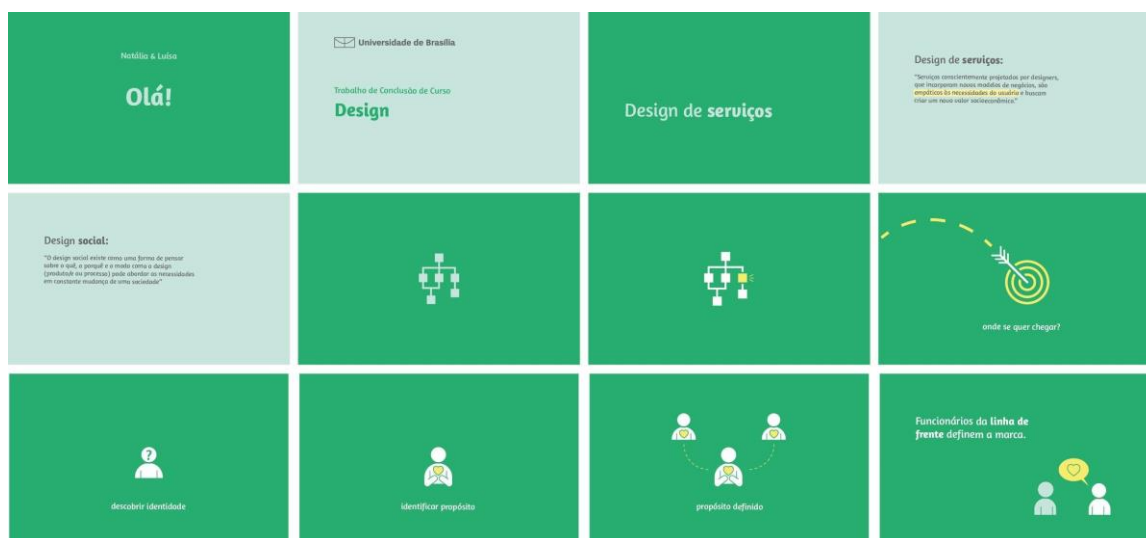 Natália & Luísa
Olá!
Universidade de Brasília
Trabalho de Conclusão de Curso
Design
Design de serviços
Design de serviços:
"Serviços conscientemente projetados por designers,
que incorporam novos modelos de negócios, são
empáticos às necessidades do usuário e buscam
criar um novo valor socioeconômico."
Design social:
"O design social existe como uma forma de pensar
sobre o quê, o porquê e o modo como o design
(produto/e ou processo) pode abordar as necessidades
em constante mudança de uma sociedade"
onde se quer chegar?
?
descobrir identidade
identificar propósito
propósito definido
Funcionários da linha de
frente definem a marca.